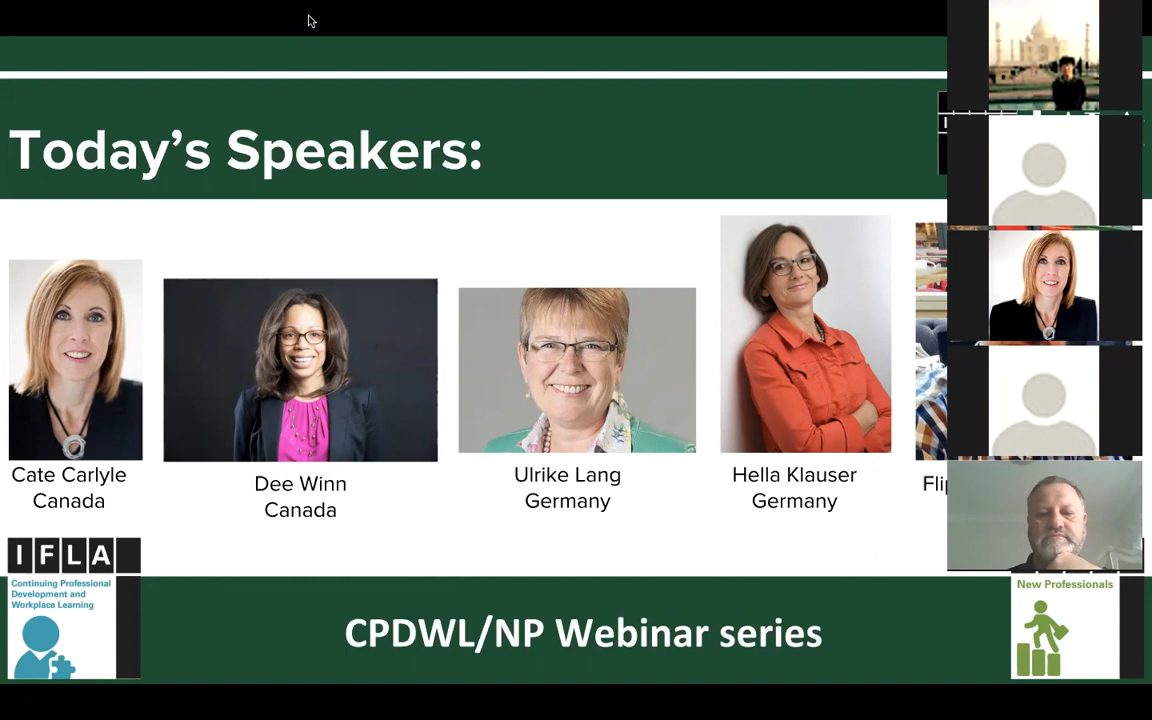 Today's Speakers:
Cate Carlyle
Canada
Dee Winn
Canada
Ulrike Lang
Germany
Hella Klauser
Germany
IFLA
Continuing Professional
Development and
Workplace Learning
CPDWL/NP Webinar series
New Professionals